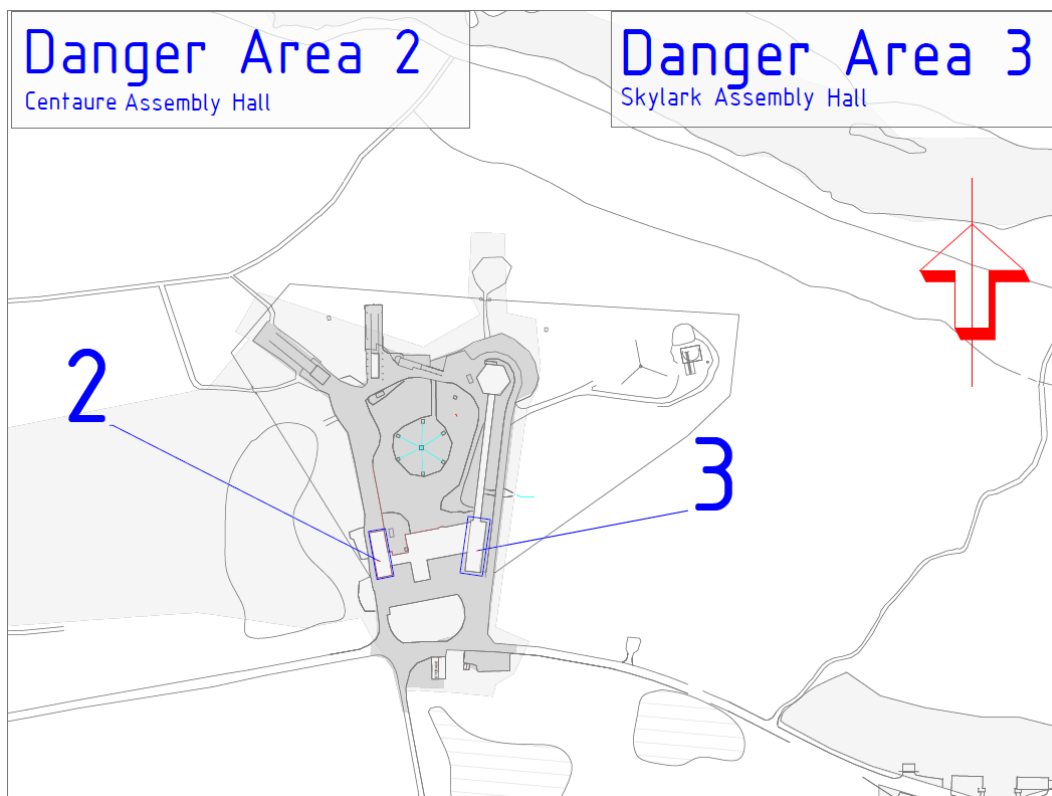 Danger Area 2
Centaure Assembly Hall
Danger Area 3
Skylark Assembly Hall
2
3